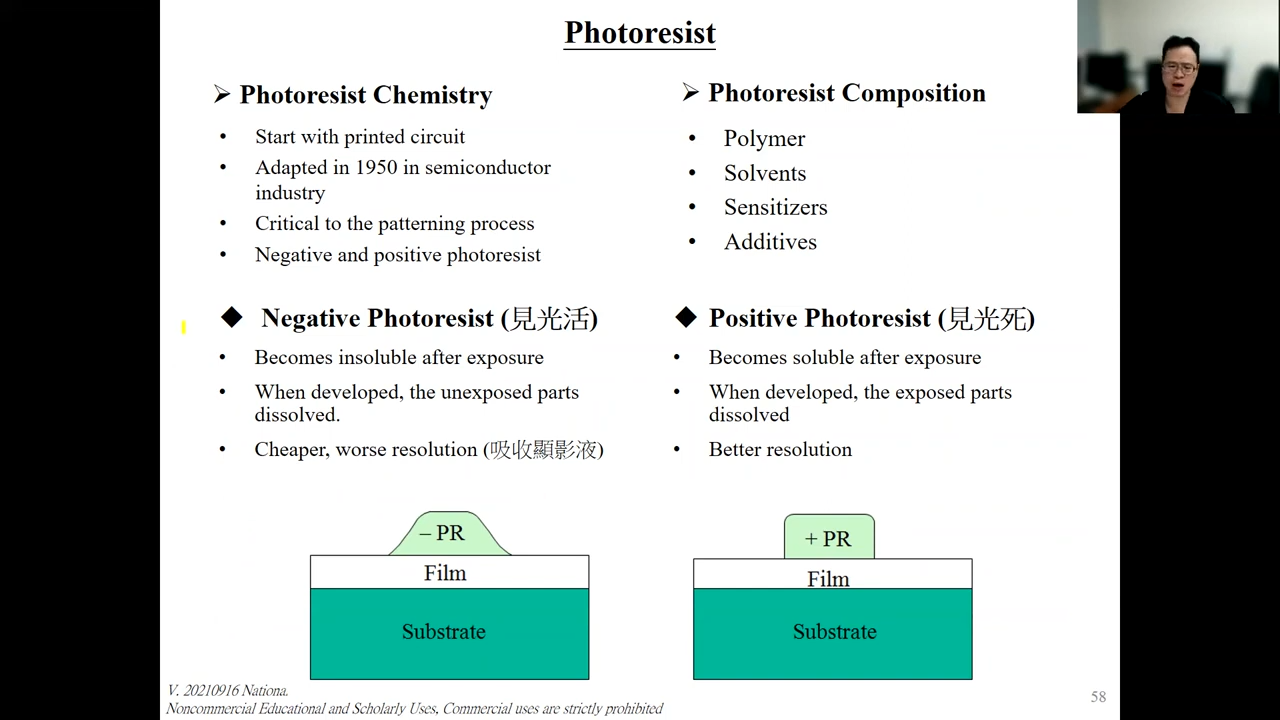 Photoresist
Photoresist Chemistry
Start with printed circuit
Adapted in 1950 in semiconductor
industry
Critical to the patterning process
Negative and positive photoresist
Photoresist Composition
Polymer
Solvents
Sensitizers
Additives
Negative Photoresist (見光活)
Becomes insoluble after exposure
When developed, the unexposed parts
dissolved.
Cheaper, worse resolution (吸收顯影液)
Positive Photoresist (見光死)
Becomes soluble after exposure
When developed, the exposed parts
dissolved
Better resolution
– PR
Film
Substrate
+ PR
Film
Substrate
V. 20210916 Nationa.
Noncommercial Educational and Scholarly Uses, Commercial uses are strictly prohibited
58